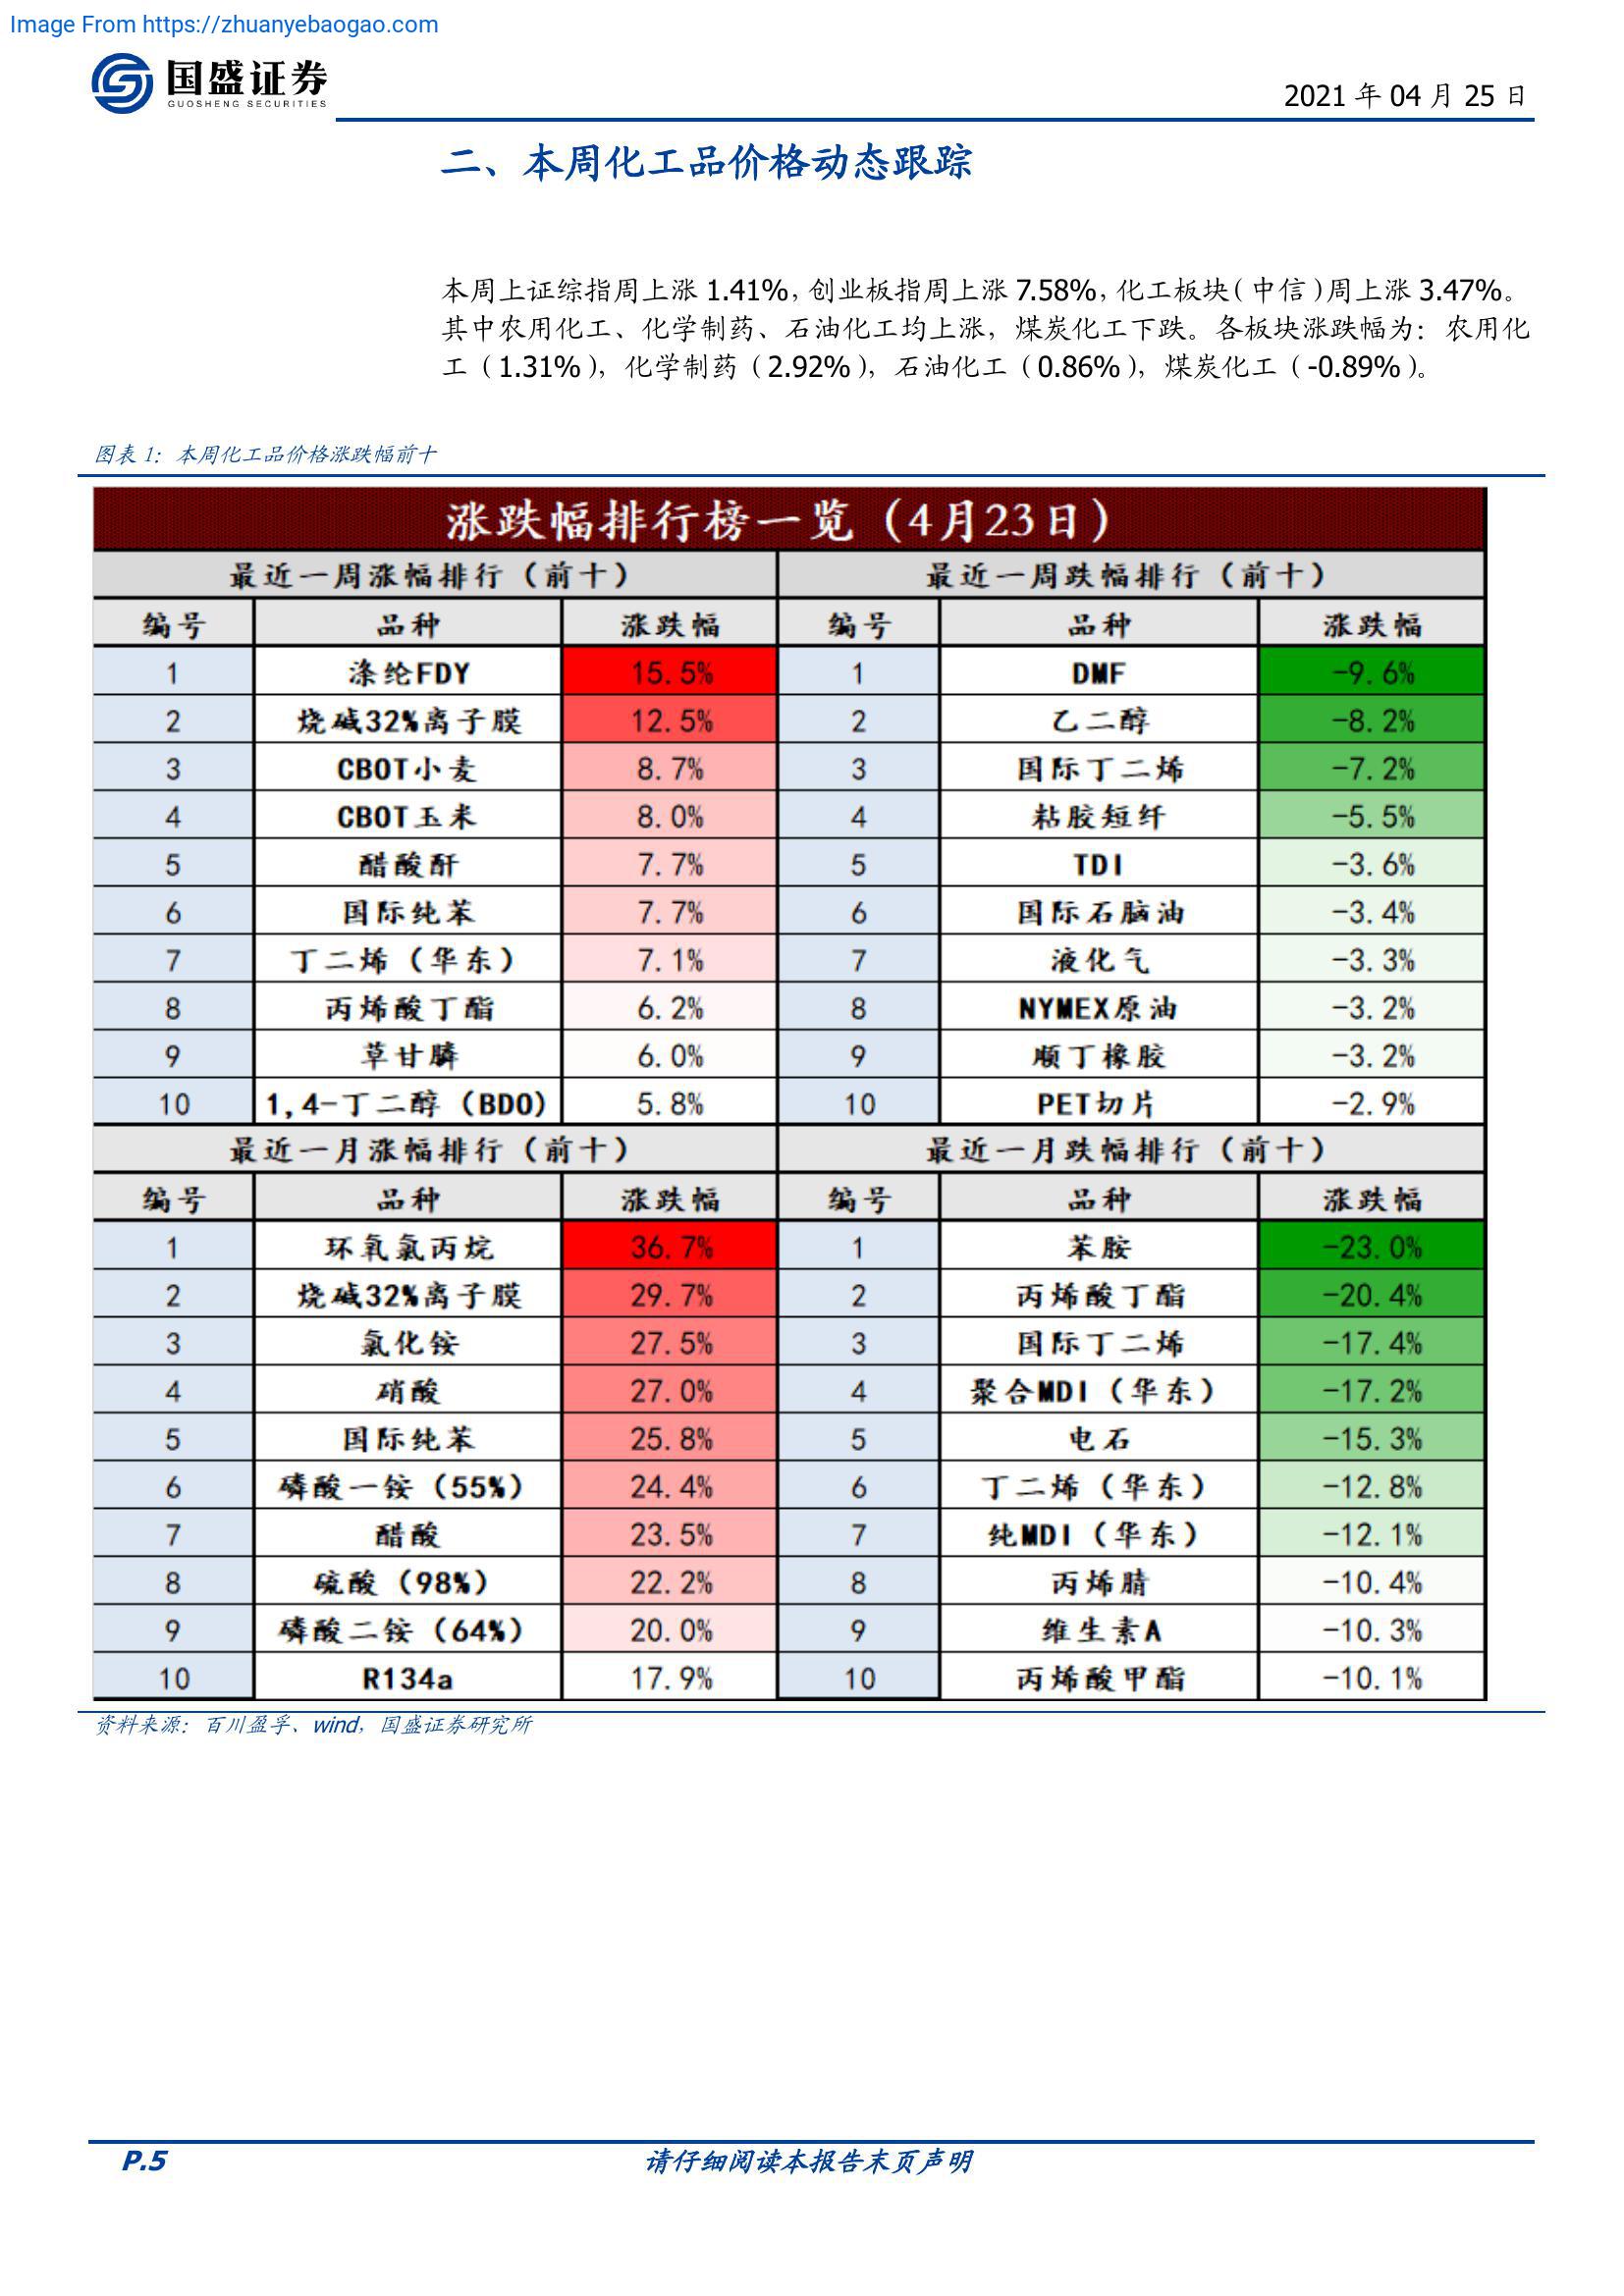 Image From https://zhuanyebaogao.com
国盛证券
GUOSHENG SECURITIES
2021 年 04 月 25 日
二、本周化工品价格动态跟踪
本周上证综指周上涨 1.41%，创业板指周上涨 7.58%，化工板块（中信）周上涨 3.47%。
其中农用化工、化学制药、石油化工均上涨，煤炭化工下跌。各板块涨跌幅为：农用化
工（1.31%），化学制药（2.92%），石油化工（0.86%），煤炭化工（-0.89%）。
图表 1：本周化工品价格涨跌幅前十
涨跌幅排行榜一览（4月23日）
最近一周涨幅排行（前十） 最近一周跌幅排行（前十）
编号 品种 涨跌幅 编号 品种 涨跌幅
1 涤纶FDY 15.5% 1 DMF -9.6%
2 烧碱32%离子膜 12.5% 2 乙二醇 -8.2%
3 CBOT小麦 8.7% 3 国际丁二烯 -7.2%
4 CBOT玉米 8.0% 4 粘胶短纤 -5.5%
5 醋酸酐 7.7% 5 TDI -3.6%
6 国际纯苯 7.7% 6 国际石脑油 -3.4%
7 丁二烯（华东） 7.1% 7 液化气 -3.3%
8 丙烯酸丁酯 6.2% 8 NYMEX原油 -3.2%
9 草甘膦 6.0% 9 顺丁橡胶 -3.2%
10 1,4-丁二醇（BDO） 5.8% 10 PET切片 -2.9%
最近一月涨幅排行（前十） 最近一月跌幅排行（前十）
编号 品种 涨跌幅 编号 品种 涨跌幅
1 环氧氯丙烷 36.7% 1 苯胺 -23.0%
2 烧碱32%离子膜 29.7% 2 丙烯酸丁酯 -20.4%
3 氯化铵 27.5% 3 国际丁二烯 -17.4%
4 硝酸 27.0% 4 聚合MDI（华东） -17.2%
5 国际纯苯 25.8% 5 电石 -15.3%
6 磷酸一铵（55%） 24.4% 6 丁二烯（华东） -12.8%
7 醋酸 23.5% 7 纯MDI（华东） -12.1%
8 硫酸（98%） 22.2% 8 丙烯腈 -10.4%
9 磷酸二铵（64%） 20.0% 9 维生素A -10.3%
10 R134a 17.9% 10 丙烯酸甲酯 -10.1%
资料来源：百川盈孚、wind，国盛证券研究所
P.5 请仔细阅读本报告末页声明